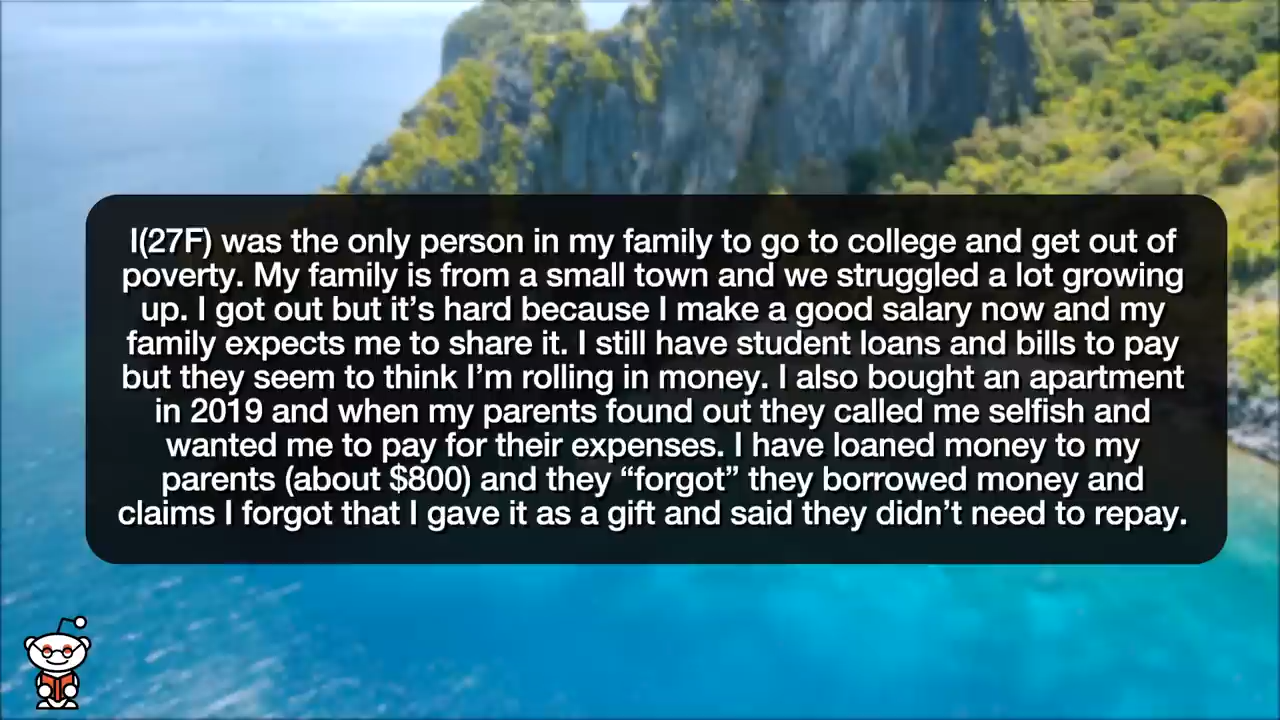 I(27F) was the only person in my family to go to college and get out of
poverty. My family is from a small town and we struggled a lot growing
up. I got out but it’s hard because I make a good salary now and my
family expects me to share it. I still have student loans and bills to pay
but they seem to think I’m rolling in money. I also bought an apartment
in 2019 and when my parents found out they called me selfish and
wanted me to pay for their expenses. I have loaned money to my
parents (about $800) and they “forgot” they borrowed money and
claims I forgot that I gave it as a gift and said they didn’t need to repay.